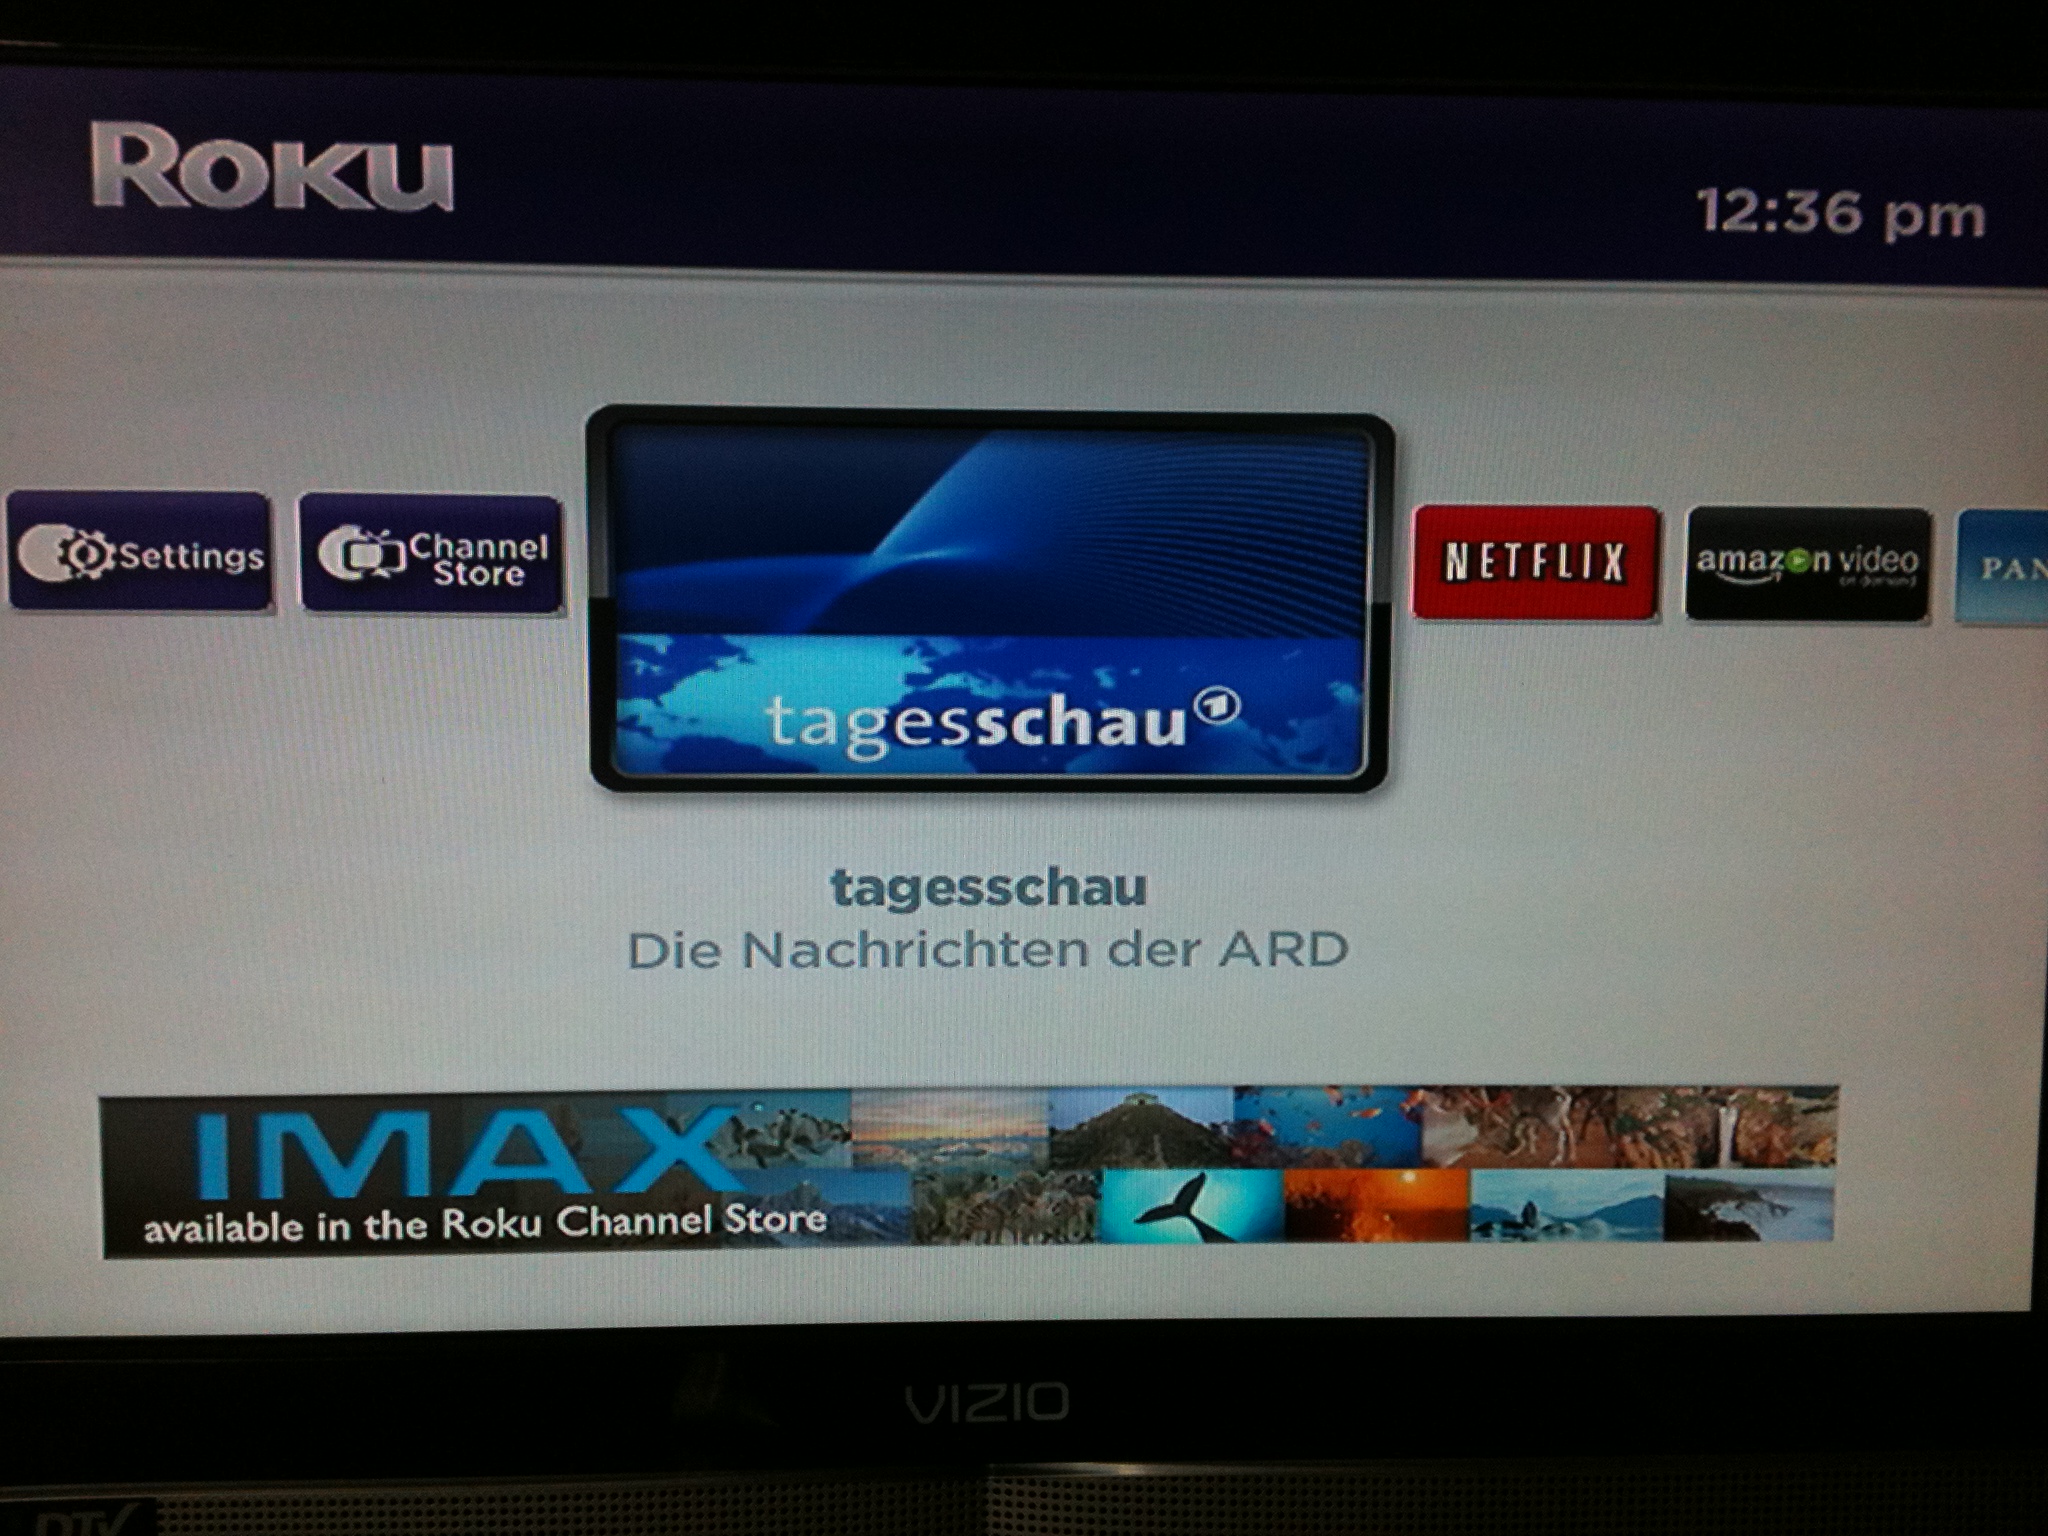 Roku
12:36 pm
Settings
Channel
Store
tagesschau
NETFLIX
amazon video
on demand
PAN
tagesschau
Die Nachrichten der ARD
IMAX
available in the Roku Channel Store
VIZIO
DTV